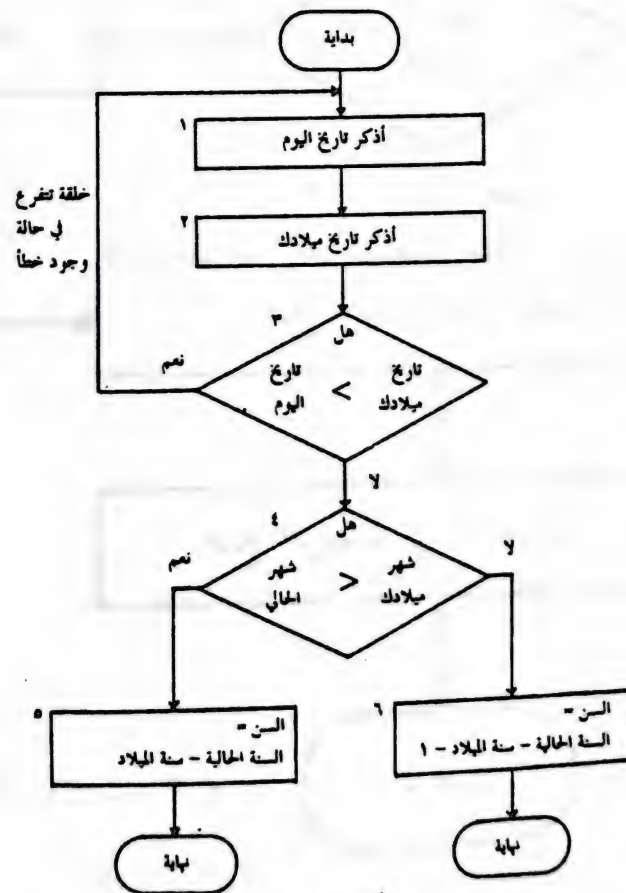 بداية
١
أذكر تاريخ اليوم
خلقة تتفرع
في حالة
وجود خطأ
٢
أذكر تاريخ ميلادك
٣
هل
نعم
تاريخ ميلادك < تاريخ اليوم
لا
٤
هل
نعم
لا
شهر ميلادك > شهر الحالي
٦
السن =
السنة الحالية - سنة الميلاد - ١
٥
السن =
السنة الحالية - سنة الميلاد
نهاية
نهاية